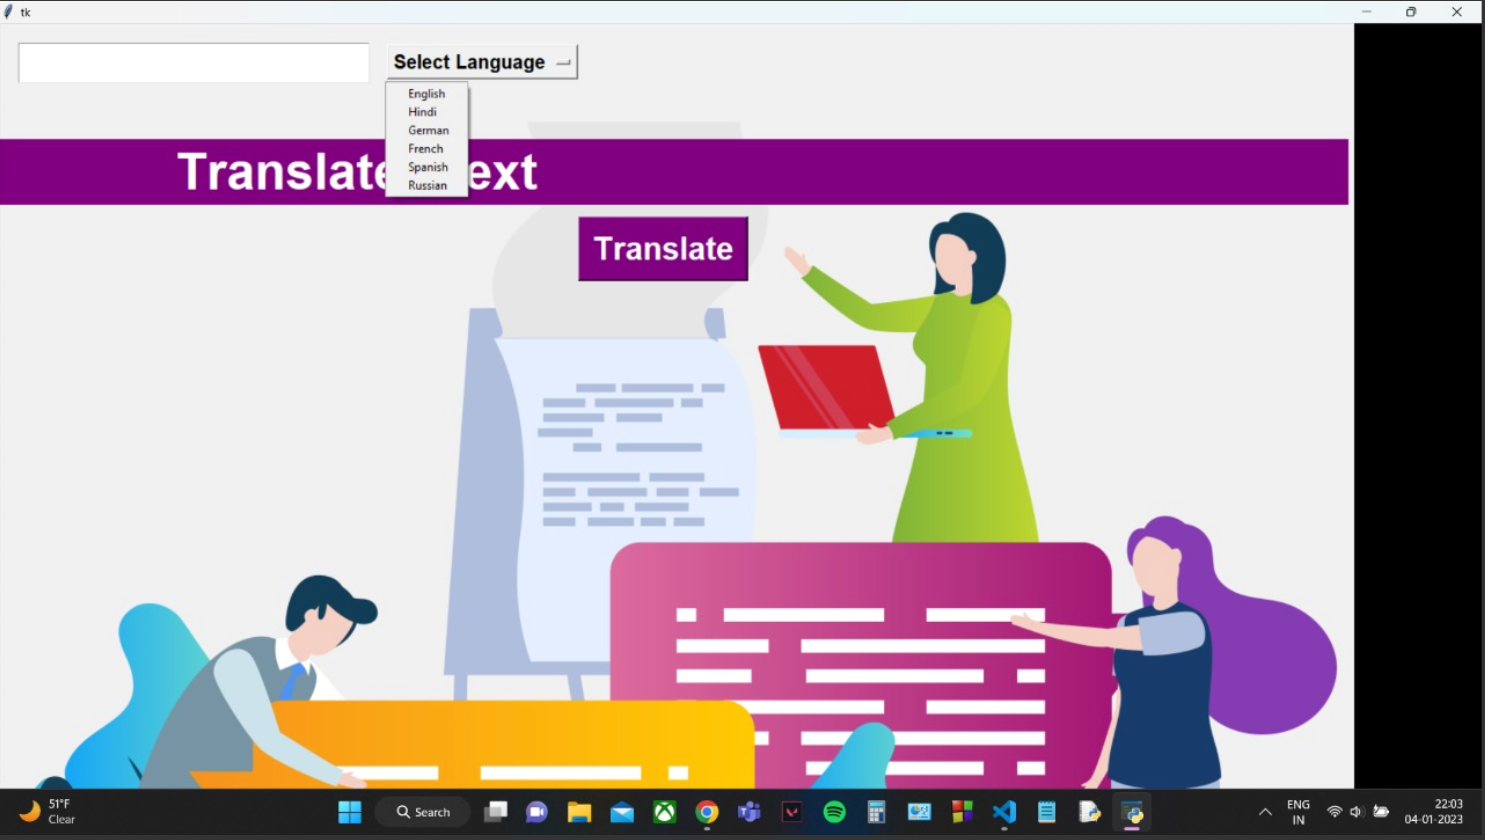 tk
Select Language
English
Hindi
German
French
Spanish
Russian
Translate ext
Translate
51°F
Clear
Search
ENG
IN
22:03
04-01-2023